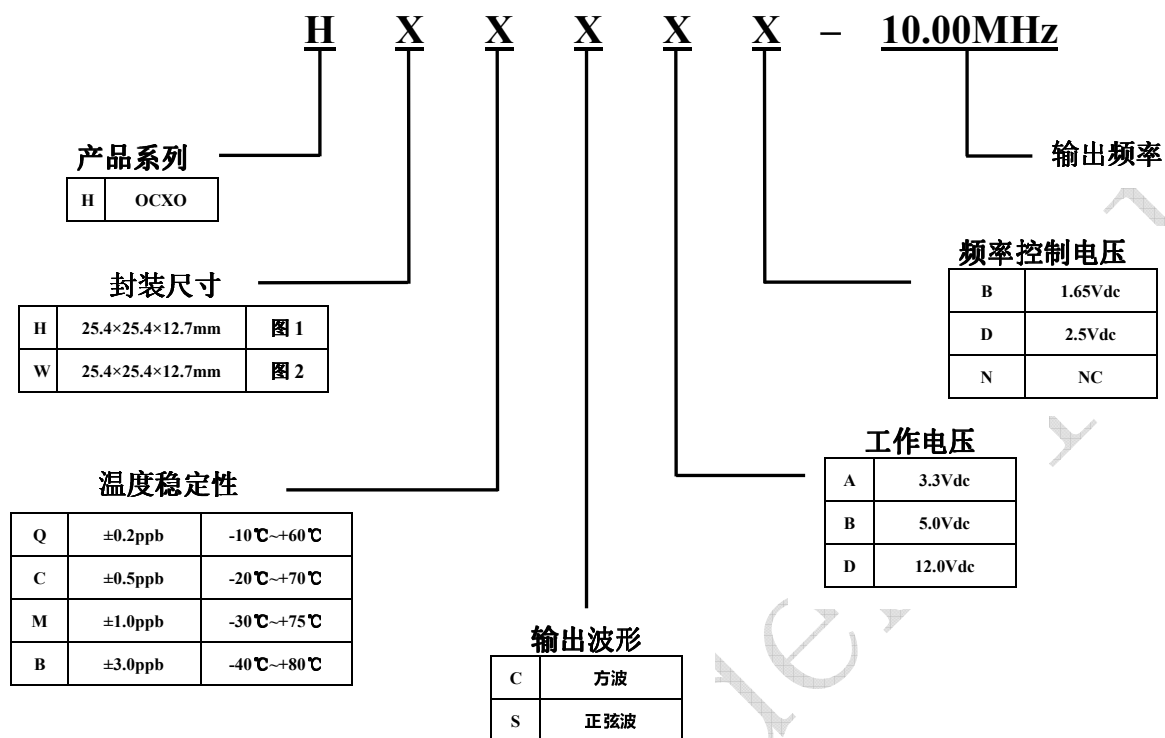 H X X X X X – 10.00MHz
产品系列
H OCXO
输出频率
封装尺寸
H 25.4×25.4×12.7mm 图 1
W 25.4×25.4×12.7mm 图 2
频率控制电压
B 1.65Vdc
D 2.5Vdc
N NC
温度稳定性
Q ±0.2ppb -10℃~+60℃
C ±0.5ppb -20℃~+70℃
M ±1.0ppb -30℃~+75℃
B ±3.0ppb -40℃~+80℃
工作电压
A 3.3Vdc
B 5.0Vdc
D 12.0Vdc
输出波形
C 方波
S 正弦波